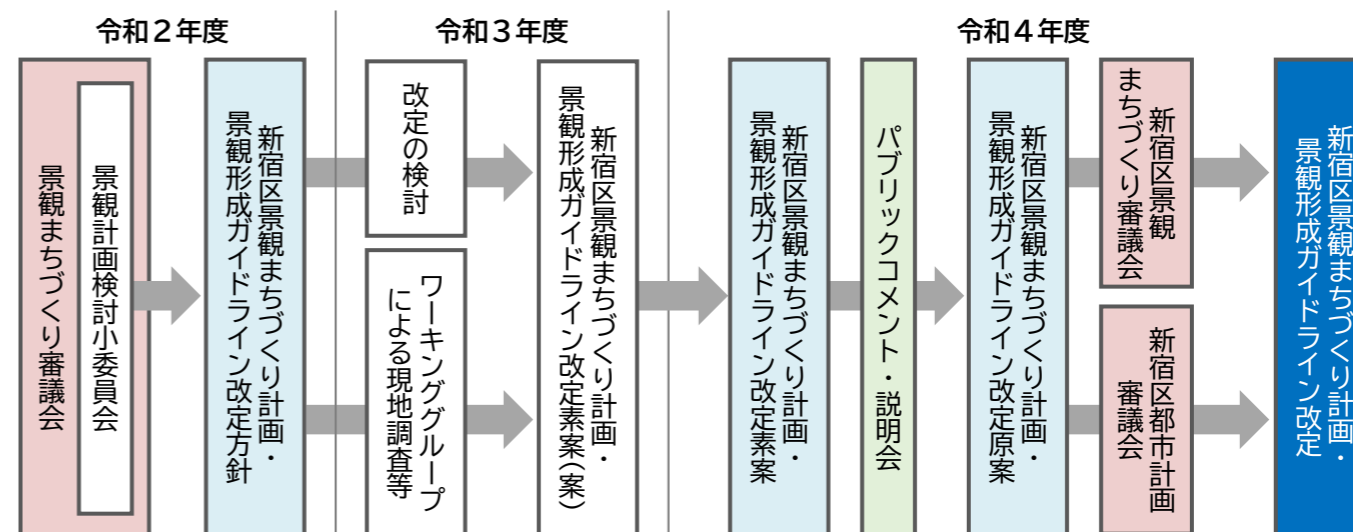 令和2年度
令和3年度
令和4年度
景観まちづくり審議会
景観計画検討小委員会
新宿区景観まちづくり計画・
景観形成ガイドライン改定方針
改定の検討
ワーキンググループ
による現地調査等
新宿区景観まちづくり計画・
景観形成ガイドライン改定素案(案)
新宿区景観まちづくり計画・
景観形成ガイドライン改定素案
パブリックコメント・説明会
新宿区景観まちづくり計画・
景観形成ガイドライン改定原案
新宿区景観
まちづくり審議会
新宿区都市計画
審議会
新宿区景観まちづくり計画・
景観形成ガイドライン改定